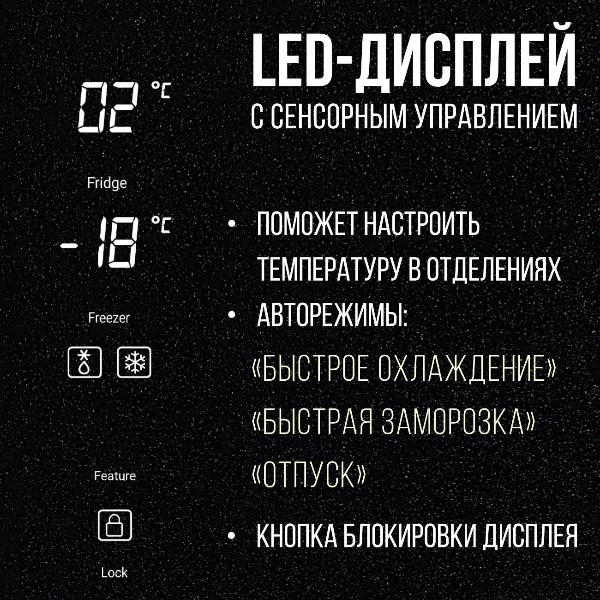 LED-ДИСПЛЕЙ
С СЕНСОРНЫМ УПРАВЛЕНИЕМ
02 °C
Fridge
-18 °C
Freezer
Feature
Lock
• ПОМОЖЕТ НАСТРОИТЬ
ТЕМПЕРАТУРУ В ОТДЕЛЕНИЯХ
• АВТОРЕЖИМЫ:
«БЫСТРОЕ ОХЛАЖДЕНИЕ»
«БЫСТРАЯ ЗАМОРОЗКА»
«ОТПУСК»
• КНОПКА БЛОКИРОВКИ ДИСПЛЕЯ